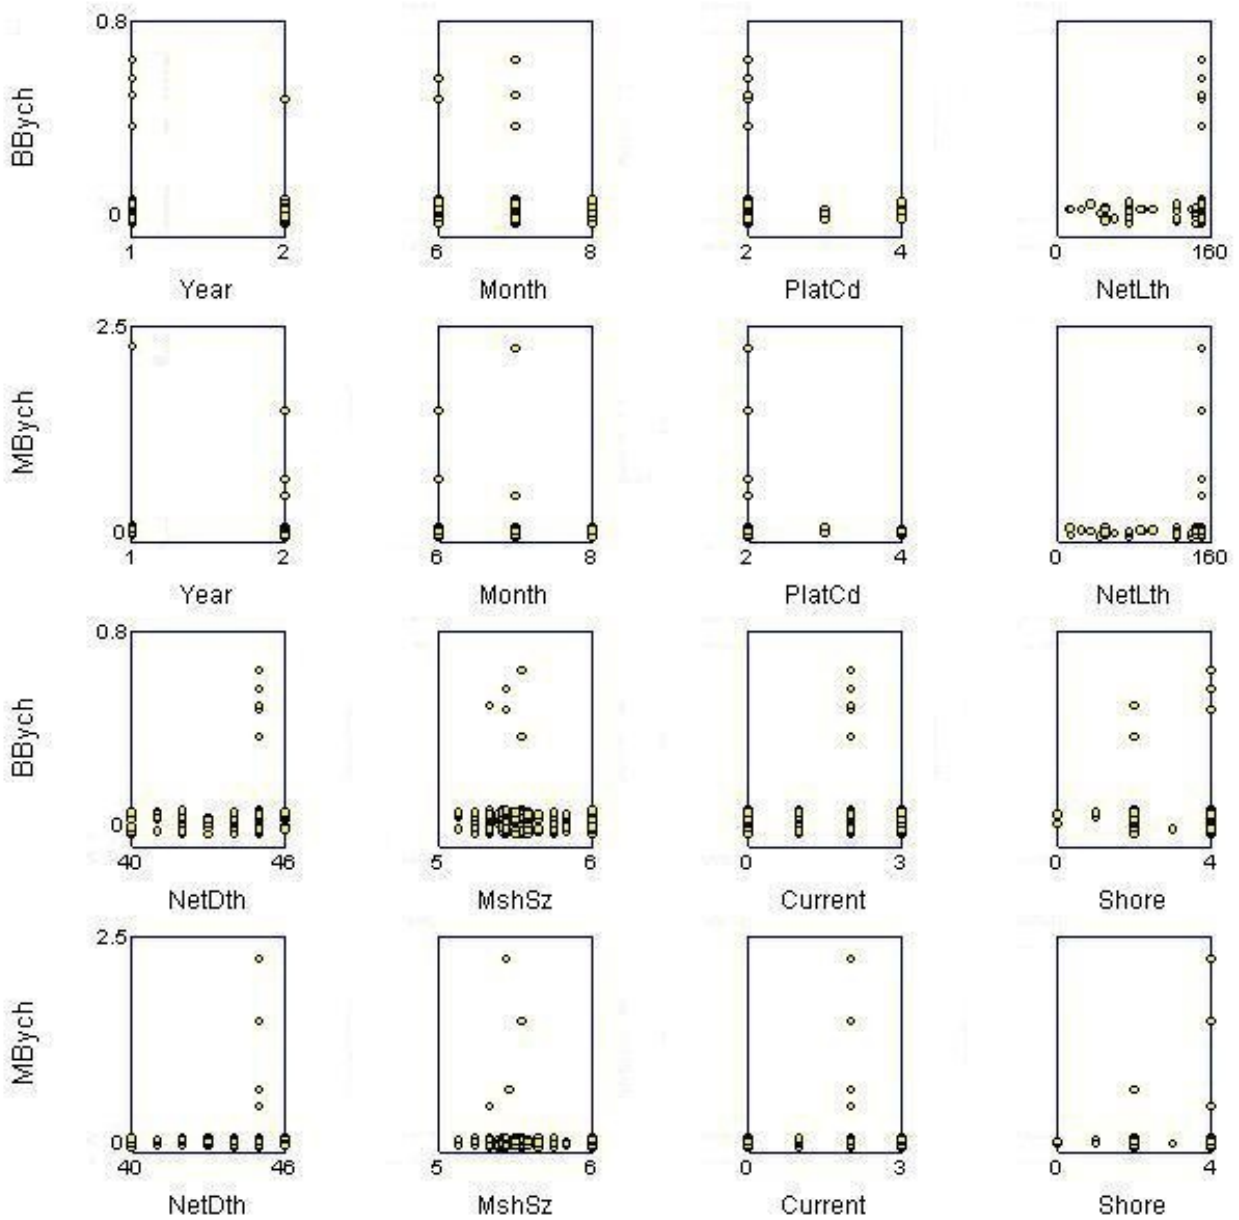 0.8
BBych
0
1 2 6 8 2 4 0 160
Year Month PlatCd NetLth
2.5
MBych
0
1 2 6 8 2 4 0 160
Year Month PlatCd NetLth
0.8
BBych
0
40 46 5 6 0 3 0 4
NetDth MshSz Current Shore
2.5
MBych
0
40 46 5 6 0 3 0 4
NetDth MshSz Current Shore